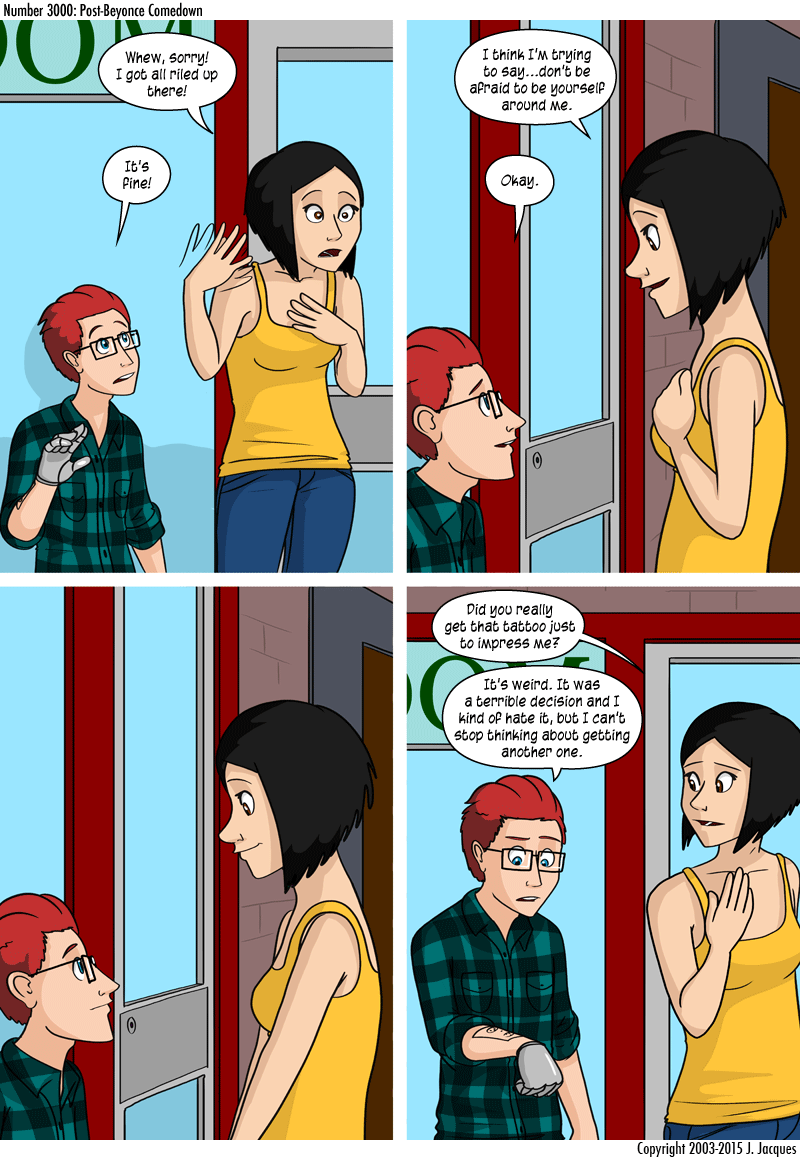 Number 3000: Post-Beyonce Comedown
OOM
Whew, sorry!
I got all riled up
there!
It's
fine!
I think I'm trying
to say...don't be
afraid to be yourself
around me.
Okay.
Did you really
get that tattoo just
to impress me?
OOM
It's weird. It was
a terrible decision and I
kind of hate it, but I can't
stop thinking about getting
another one.
Copyright 2003-2015 J. Jacques